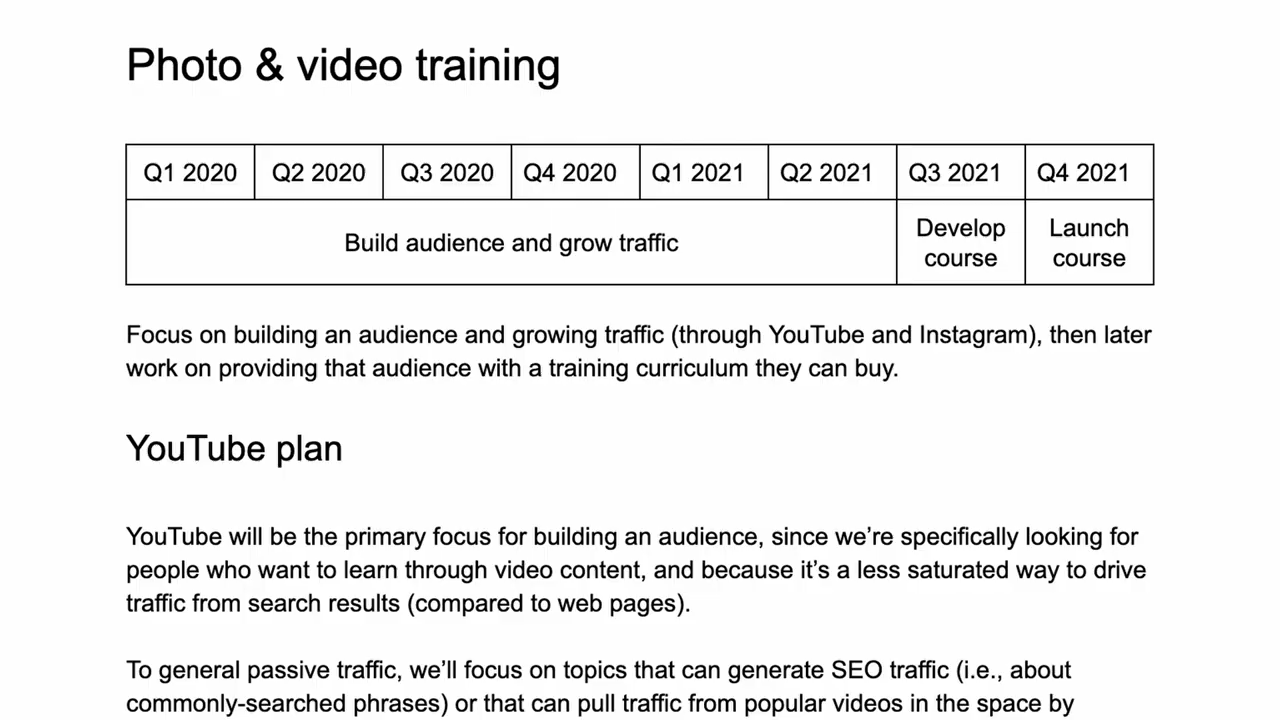 Photo & video training
Q1 2020 Q2 2020 Q3 2020 Q4 2020 Q1 2021 Q2 2021 Q3 2021 Q4 2021
Build audience and grow traffic
Develop
course
Launch
course
Focus on building an audience and growing traffic (through YouTube and Instagram), then later
work on providing that audience with a training curriculum they can buy.
YouTube plan
YouTube will be the primary focus for building an audience, since we’re specifically looking for
people who want to learn through video content, and because it’s a less saturated way to drive
traffic from search results (compared to web pages).
To general passive traffic, we’ll focus on topics that can generate SEO traffic (i.e., about
commonly-searched phrases) or that can pull traffic from popular videos in the space by